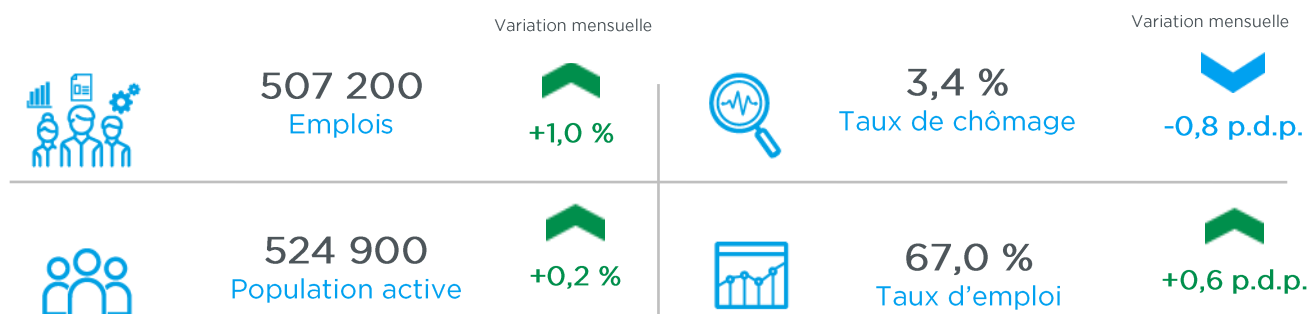 Variation mensuelle
507 200
Emplois
+1,0 %
Variation mensuelle
3,4 %
Taux de chômage
-0,8 p.d.p.
524 900
Population active
+0,2 %
67,0 %
Taux d'emploi
+0,6 p.d.p.